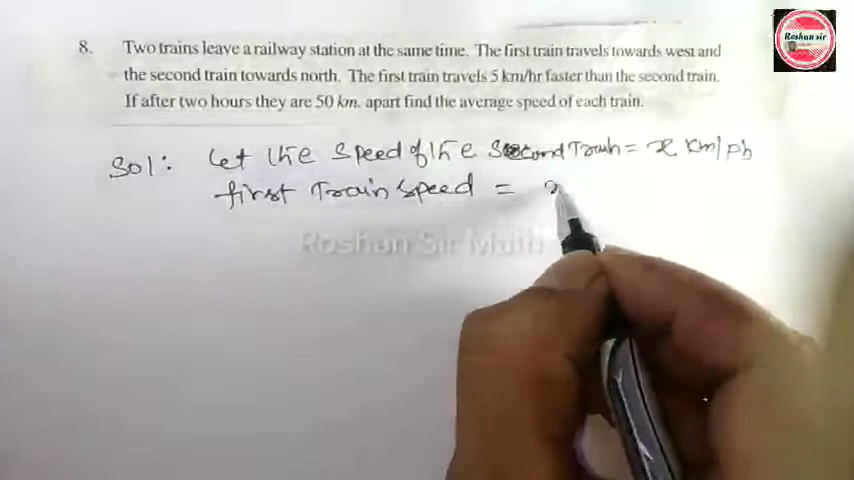 Roshan sir
8. Two trains leave a railway station at the same time. The first train travels towards west and
the second train towards north. The first train travels 5 km/hr faster than the second train.
If after two hours they are 50 km. apart find the average speed of each train.
Sol: Let the Speed of the Second Train = x km/ph
first Train Speed = x
Roshan Sir Math